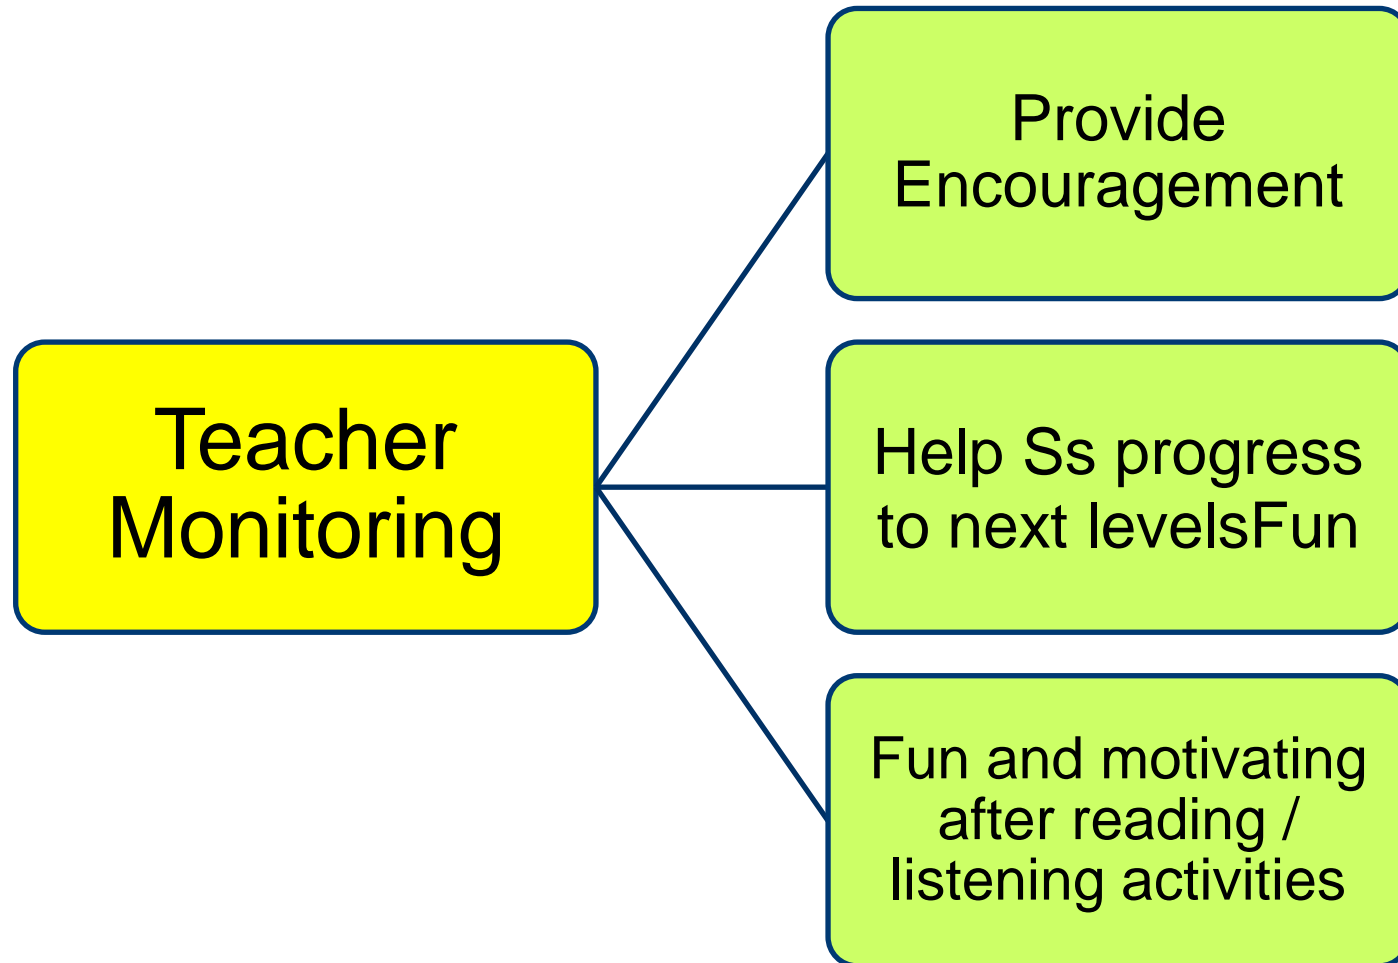 Teacher
Monitoring
Provide
Encouragement
Help Ss progress
to next levelsFun
Fun and motivating
after reading /
listening activities